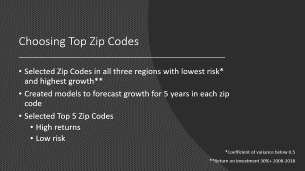 Choosing Top Zip Codes
• Selected Zip Codes in all three regions with lowest risk*
and highest growth**
• Created models to forecast growth for 5 years in each zip
code
• Selected Top 5 Zip Codes
• High returns
• Low risk
*Coefficient of variance below 0.5
**Return on Investment 30%+ 2008-2018